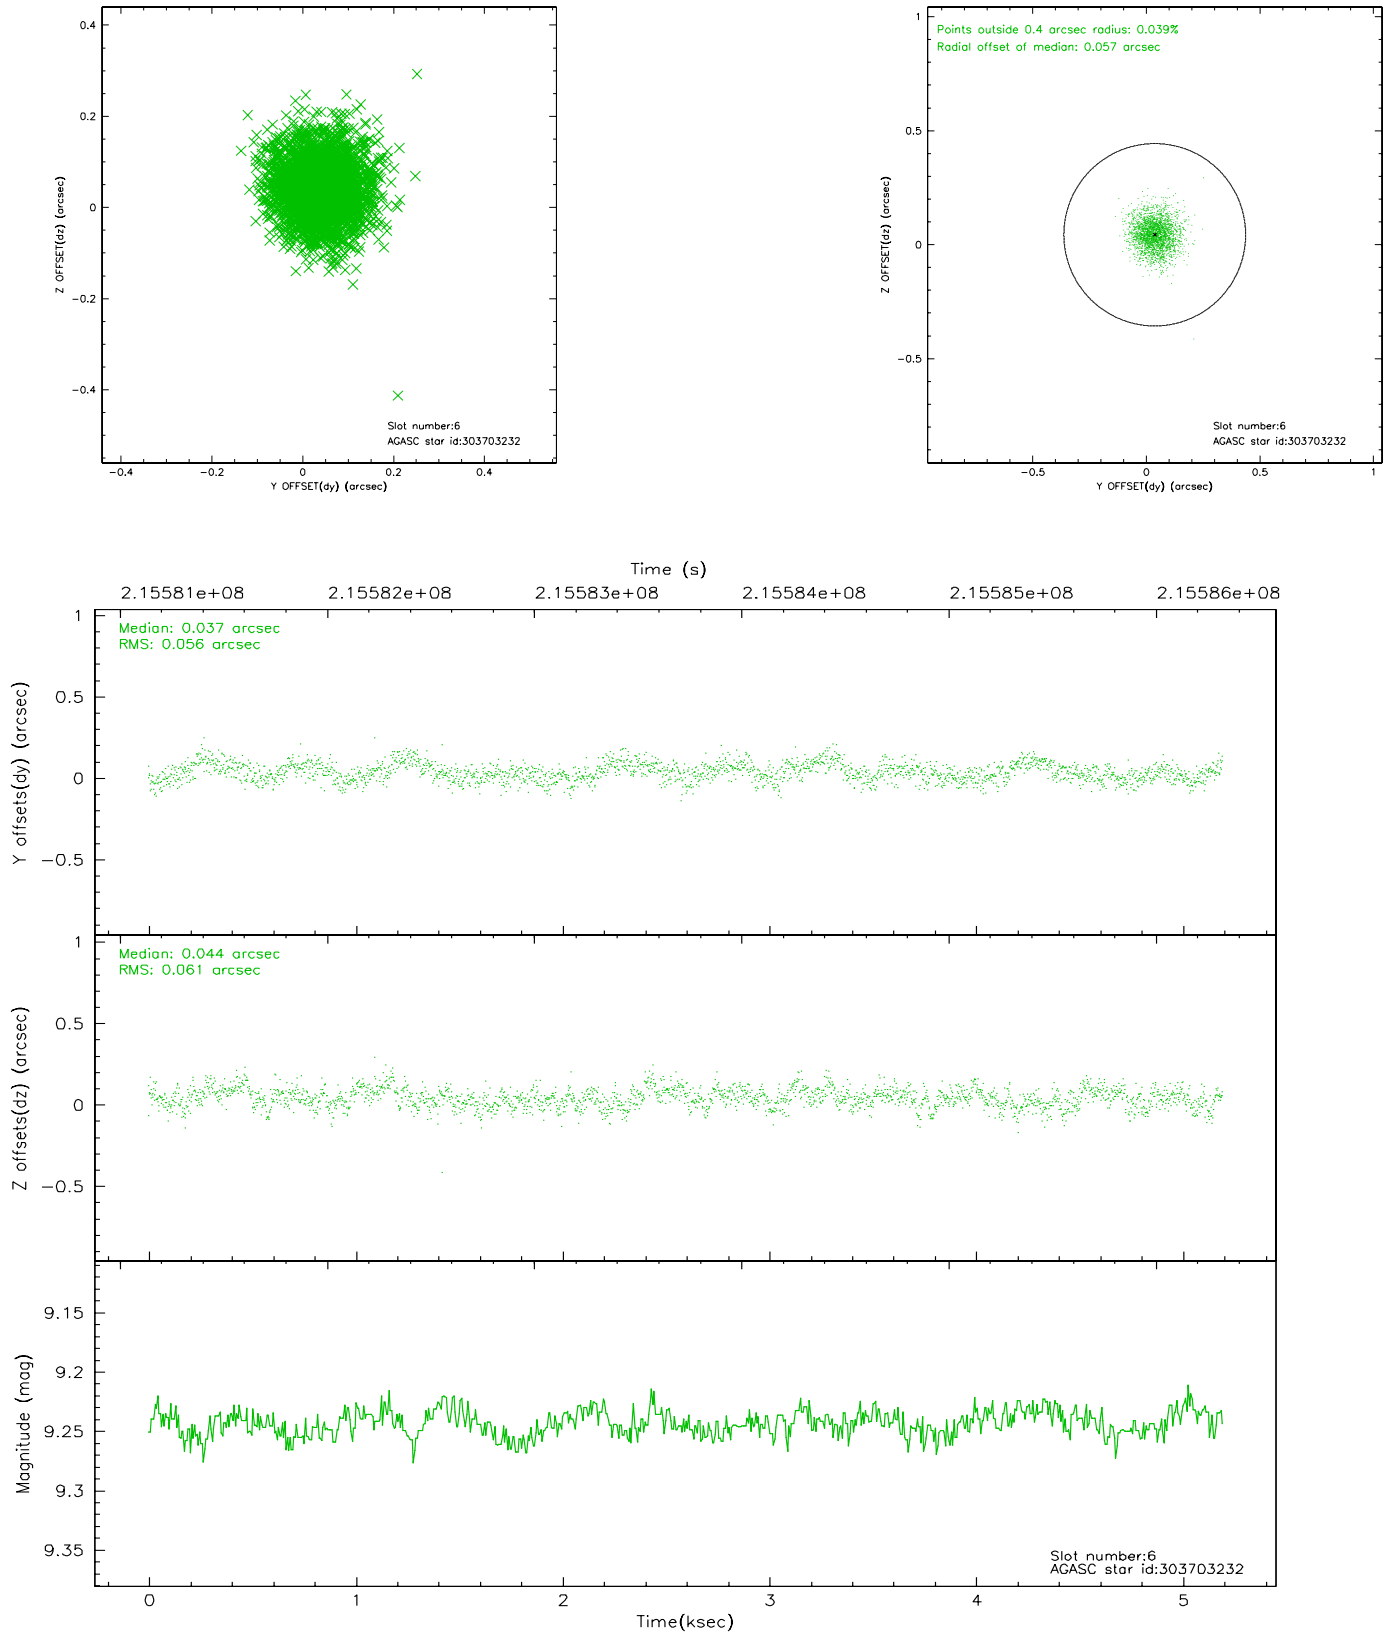 0.4
0.2
0
−0.2
−0.4
Z OFFSET(dz) (arcsec)
Slot number:6
AGASC star id:303703232
−0.4 −0.2 0 0.2 0.4
Y OFFSET(dy) (arcsec)
Points outside 0.4 arcsec radius: 0.039%
Radial offset of median: 0.057 arcsec
1
0.5
0
−0.5
Z OFFSET(dz) (arcsec)
Slot number:6
AGASC star id:303703232
−0.5 0 0.5 1
Y OFFSET(dy) (arcsec)
Time (s)
2.15581e+08 2.15582e+08 2.15583e+08 2.15584e+08 2.15585e+08 2.15586e+08
Median: 0.037 arcsec
RMS: 0.056 arcsec
1
0.5
0
−0.5
Y offsets(dy) (arcsec)
Median: 0.044 arcsec
RMS: 0.061 arcsec
1
0.5
0
−0.5
Z offsets(dz) (arcsec)
9.15
9.2
9.25
9.3
9.35
Magnitude (mag)
Slot number:6
AGASC star id:303703232
0 1 2 3 4 5
Time(ksec)